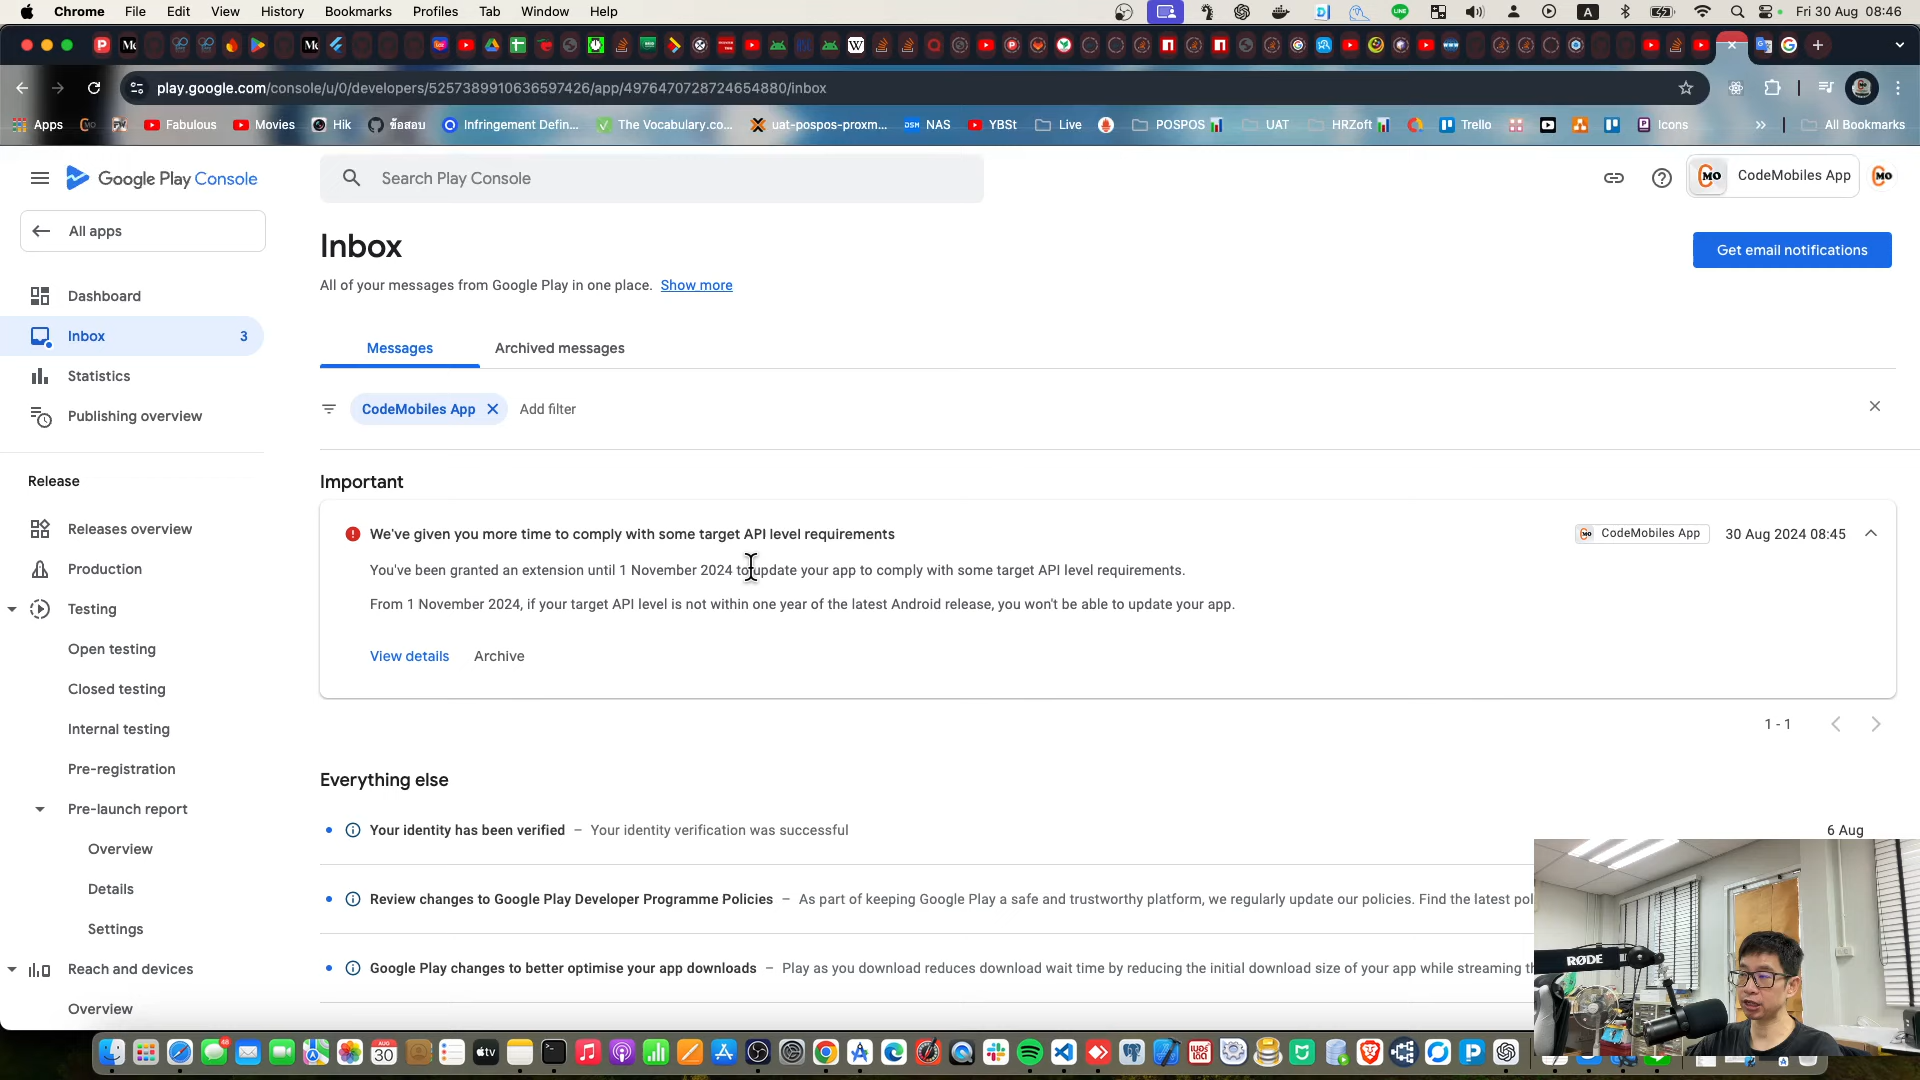 Chrome File Edit View History Bookmarks Profiles Tab Window Help
A Fri 30 Aug 08:46
play.google.com/console/u/0/developers/5257389910636597426/app/4976470728724654880/inbox
Apps Fabulous Movies Hik ข้อสอบ Infringement Defin... The Vocabulary.co... uat-pospos-proxm... NAS YBSt Live POSPOS UAT HRZoft Trello Icons » All Bookmarks
Google Play Console
Search Play Console
CodeMobiles App
All apps
Inbox
Get email notifications
All of your messages from Google Play in one place. Show more
Dashboard
Inbox 3
Statistics
Publishing overview
Messages Archived messages
CodeMobiles App Add filter
Release
Releases overview
Production
Testing
Open testing
Closed testing
Internal testing
Pre-registration
Pre-launch report
Overview
Details
Settings
Reach and devices
Overview
Important
We've given you more time to comply with some target API level requirements
CodeMobiles App 30 Aug 2024 08:45
You've been granted an extension until 1 November 2024 to update your app to comply with some target API level requirements.
From 1 November 2024, if your target API level is not within one year of the latest Android release, you won't be able to update your app.
View details Archive
1 - 1
Everything else
Your identity has been verified – Your identity verification was successful
6 Aug
Review changes to Google Play Developer Programme Policies – As part of keeping Google Play a safe and trustworthy platform, we regularly update our policies. Find the latest pol
Google Play changes to better optimise your app downloads – Play as you download reduces download wait time by reducing the initial download size of your app while streaming th
RØDE
AUG
30
tv